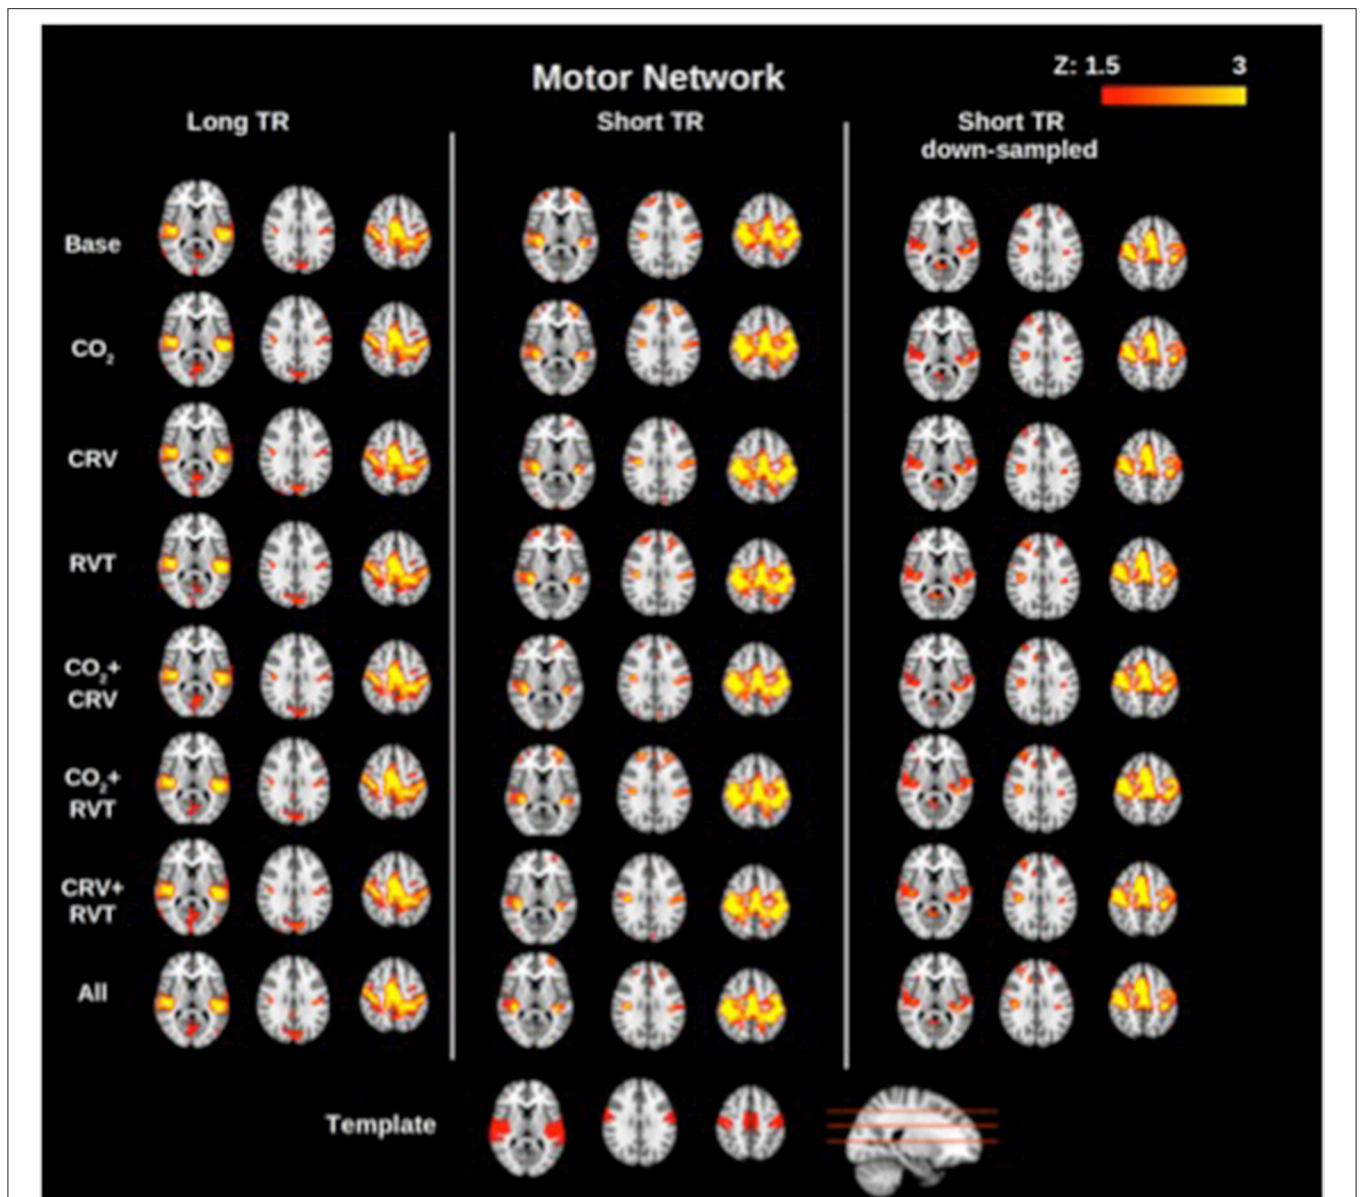 Motor Network
Z: 1.5 3
Long TR
Short TR
Short TR
down-sampled
Base
CO₂
CRV
RVT
CO₂+
CRV
CO₂+
RVT
CRV+
RVT
All
Template